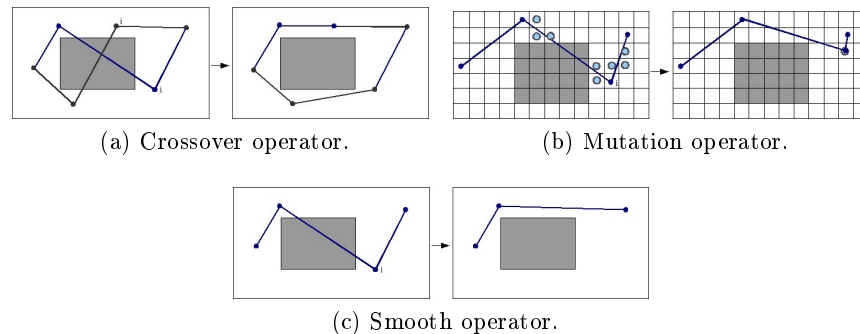 i
i
(a) Crossover operator.
i
(b) Mutation operator.
i
(c) Smooth operator.